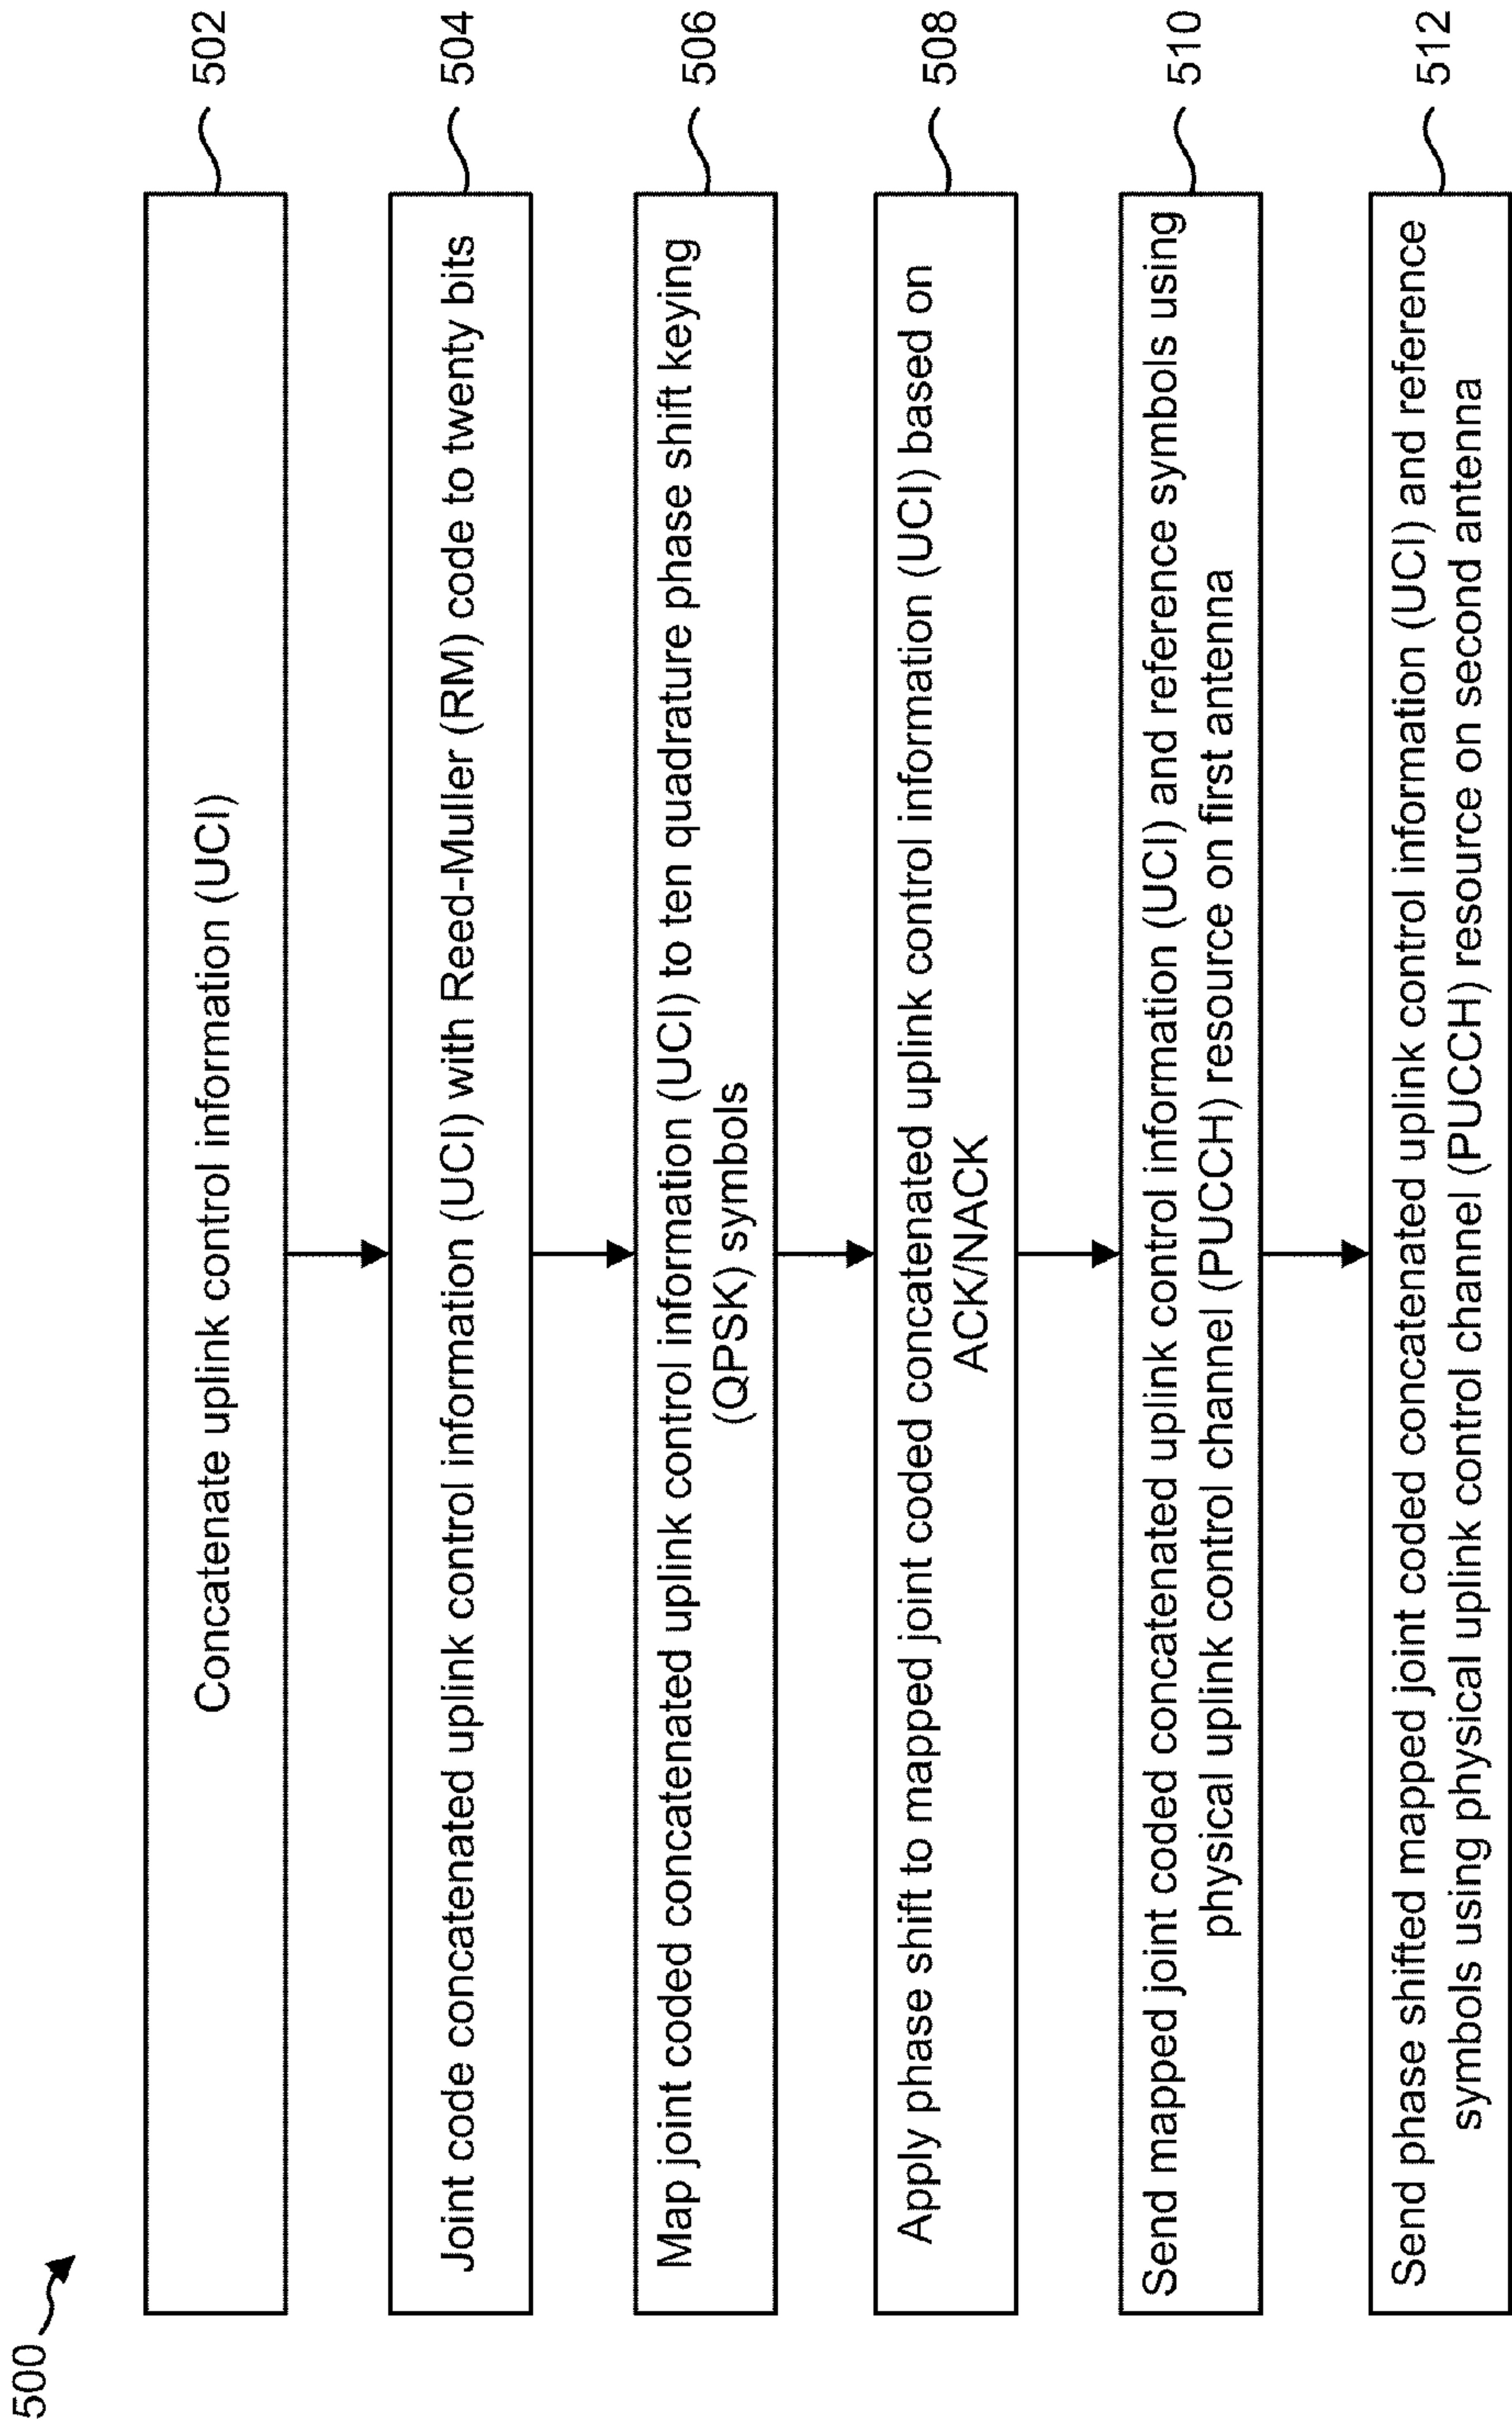 500
Concatenate uplink control information (UCI)
502
Joint code concatenated uplink control information (UCI) with Reed-Muller (RM) code to twenty bits
504
Map joint coded concatenated uplink control information (UCI) to ten quadrature phase shift keying
(QPSK) symbols
506
Apply phase shift to mapped joint coded concatenated uplink control information (UCI) based on
ACK/NACK
508
Send mapped joint coded concatenated uplink control information (UCI) and reference symbols using
physical uplink control channel (PUCCH) resource on first antenna
510
Send phase shifted mapped joint coded concatenated uplink control information (UCI) and reference
symbols using physical uplink control channel (PUCCH) resource on second antenna
512